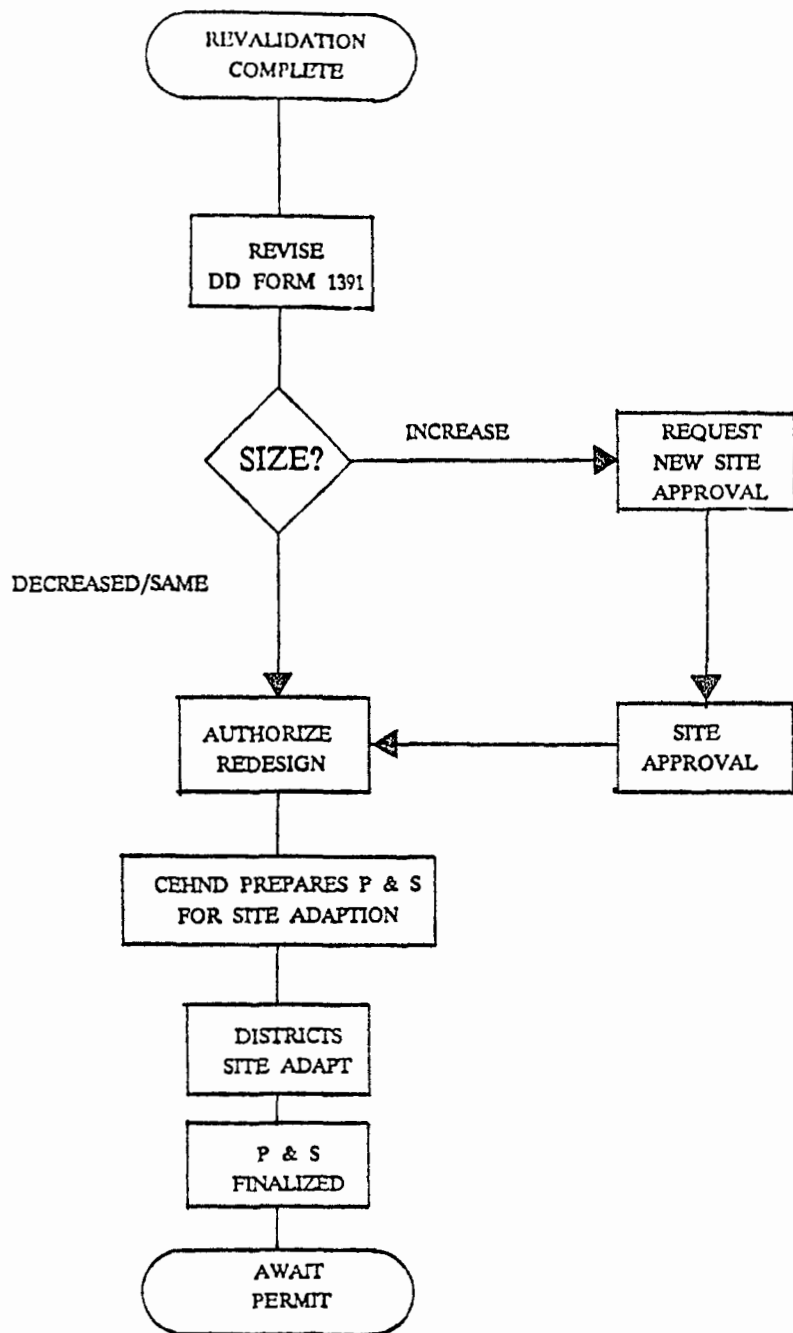 REVALIDATION
COMPLETE
REVISE
DD FORM 1391
SIZE?
INCREASE
REQUEST
NEW SITE
APPROVAL
DECREASED/SAME
AUTHORIZE
REDESIGN
SITE
APPROVAL
CEHND PREPARES P & S
FOR SITE ADAPTION
DISTRICTS
SITE ADAPT
P & S
FINALIZED
AWAIT
PERMIT